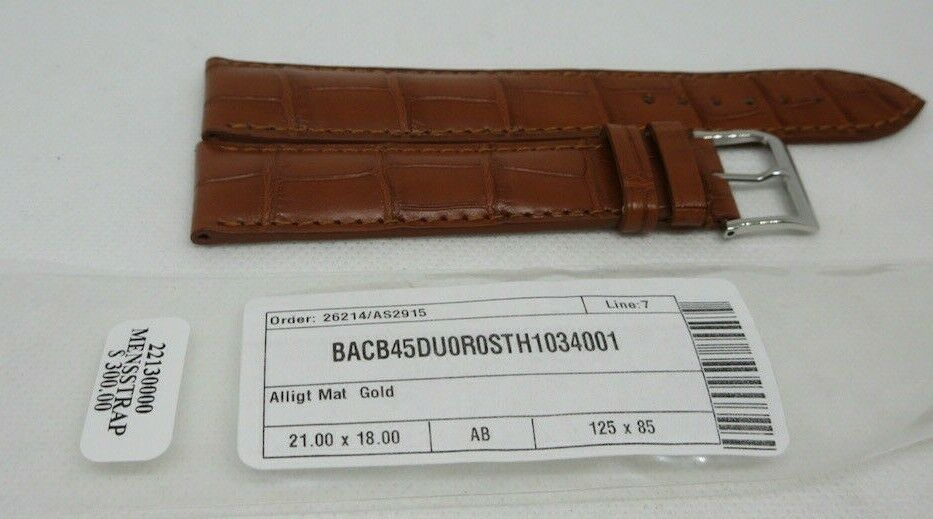 Order: 26214/AS2915 Line:7
BACB45DU0R0STH1034001
Alligt Mat Gold
21.00 x 18.00 AB 125 x 85
22130000
MENSSTRAP
$ 300.00